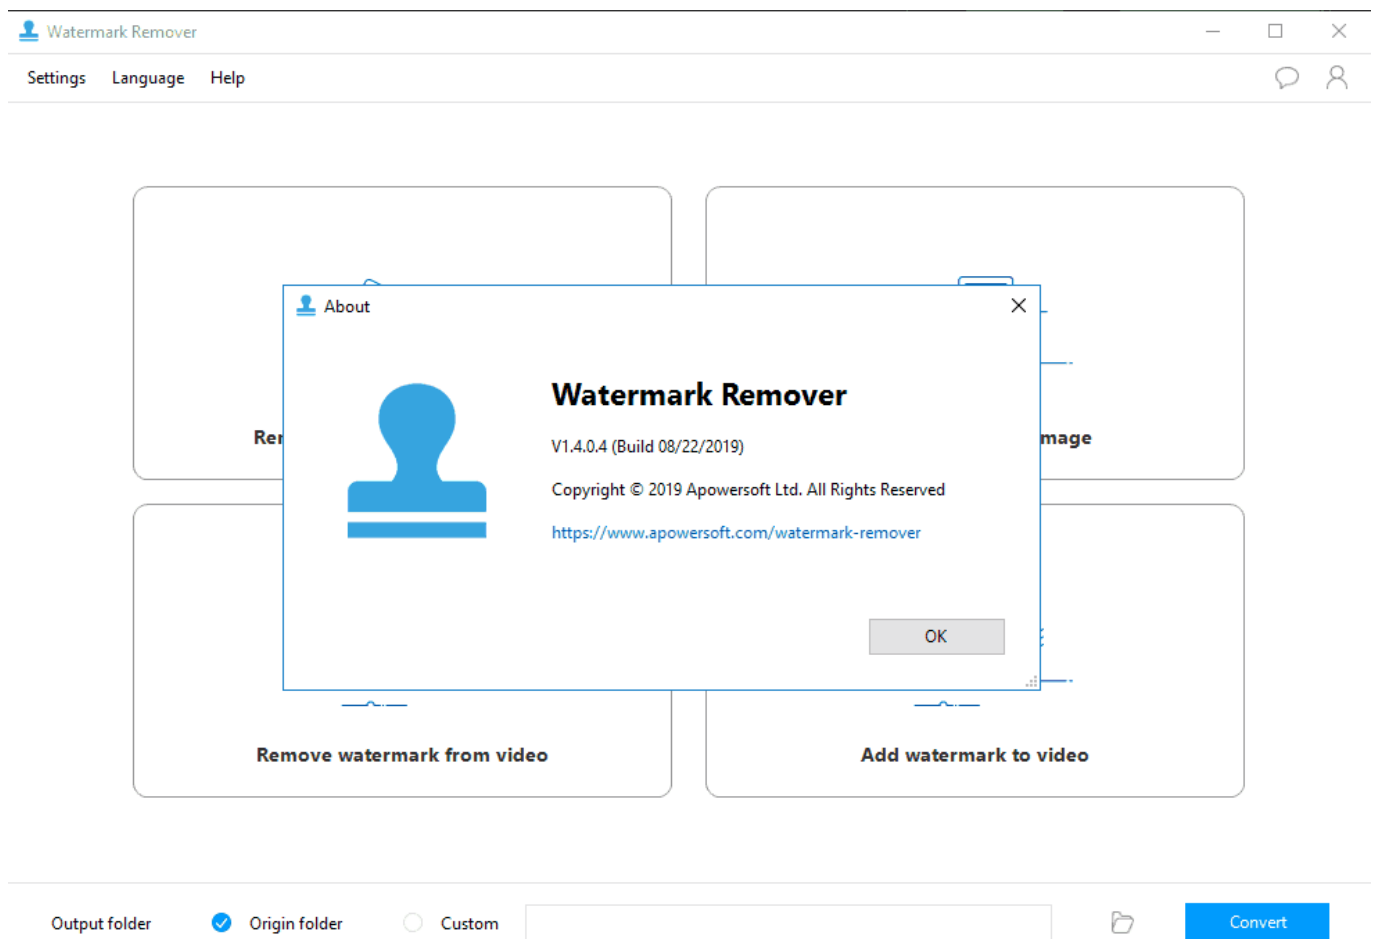 Watermark Remover
Settings Language Help
About
Watermark Remover
V1.4.0.4 (Build 08/22/2019)
Copyright © 2019 Apowersoft Ltd. All Rights Reserved
https://www.apowersoft.com/watermark-remover
OK
Remove watermark from video
Add watermark to video
Output folder Origin folder Custom Convert